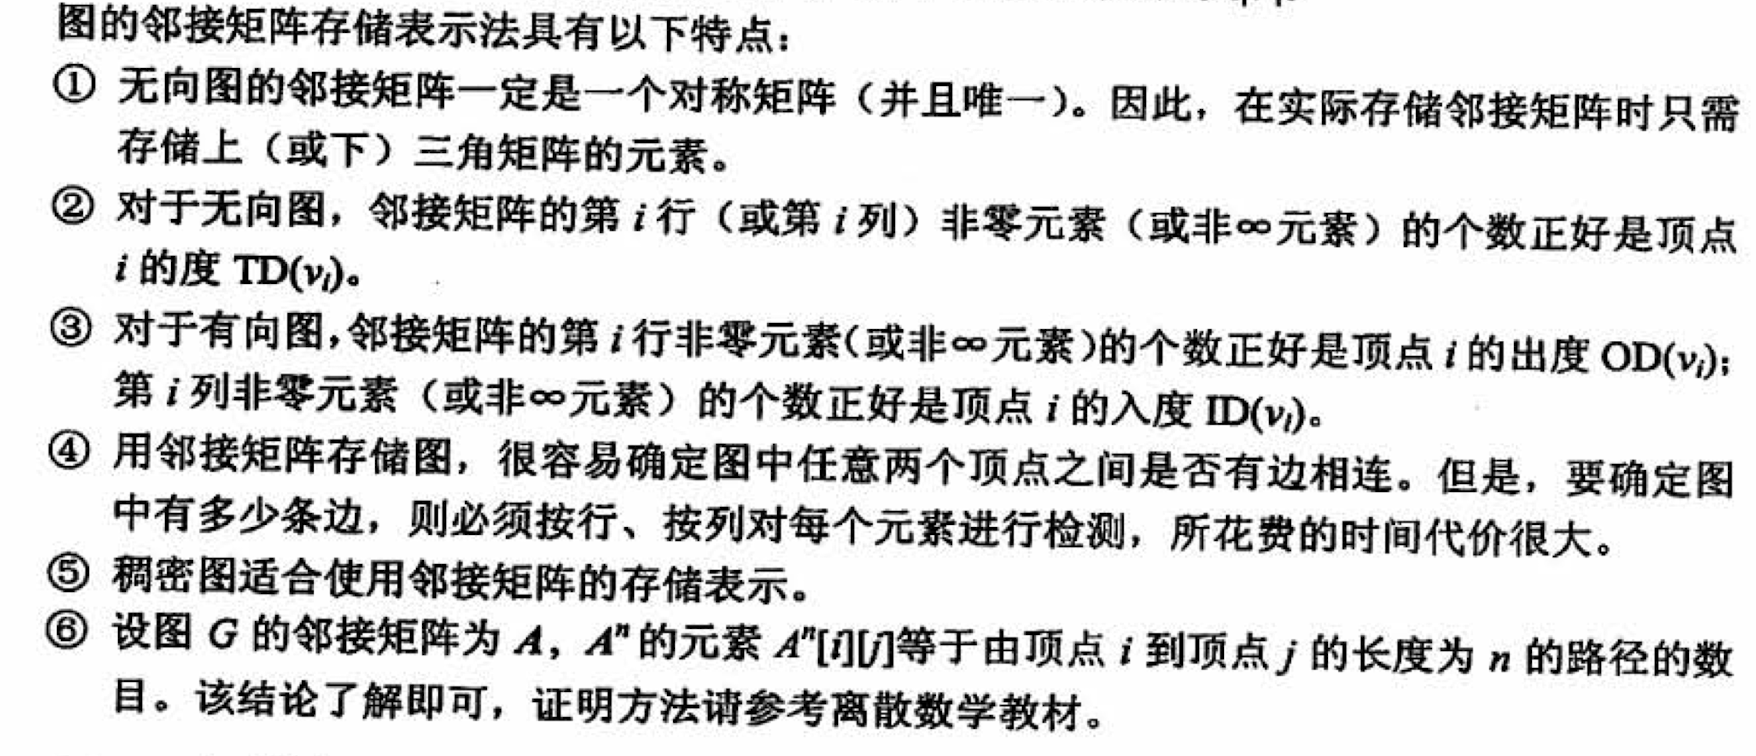 图的邻接矩阵存储表示法具有以下特点：
① 无向图的邻接矩阵一定是一个对称矩阵（并且唯一）。因此，在实际存储邻接矩阵时只需
存储上（或下）三角矩阵的元素。
② 对于无向图，邻接矩阵的第 i 行（或第 i 列）非零元素（或非∞元素）的个数正好是顶点
i 的度 TD(vᵢ)。
③ 对于有向图，邻接矩阵的第 i 行非零元素（或非∞元素）的个数正好是顶点 i 的出度 OD(vᵢ)；
第 i 列非零元素（或非∞元素）的个数正好是顶点 i 的入度 ID(vᵢ)。
④ 用邻接矩阵存储图，很容易确定图中任意两个顶点之间是否有边相连。但是，要确定图
中有多少条边，则必须按行、按列对每个元素进行检测，所花费的时间代价很大。
⑤ 稠密图适合使用邻接矩阵的存储表示。
⑥ 设图 G 的邻接矩阵为 A，Aⁿ 的元素 Aⁿ[i][j]等于由顶点 i 到顶点 j 的长度为 n 的路径的数
目。该结论了解即可，证明方法请参考离散数学教材。